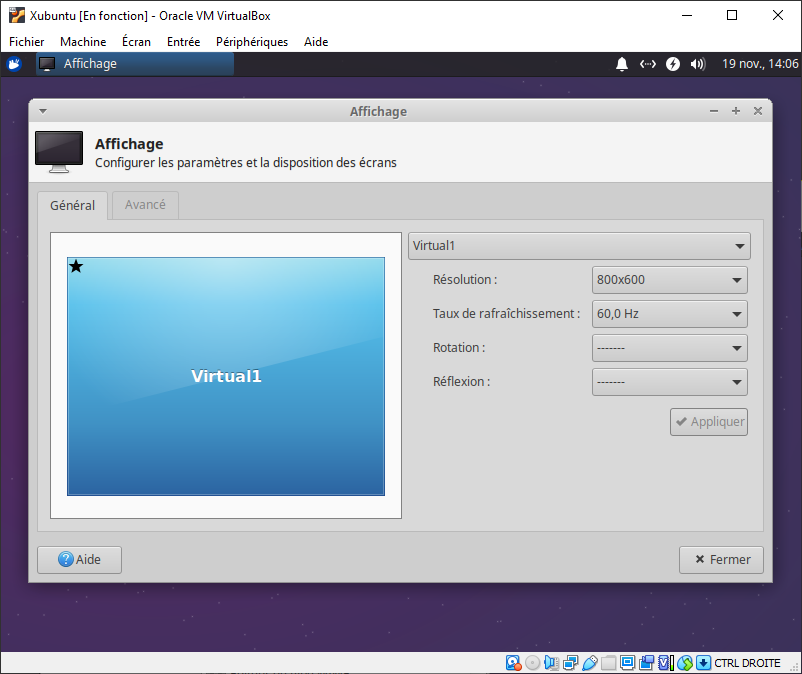 Xubuntu [En fonction] - Oracle VM VirtualBox
Fichier Machine Écran Entrée Périphériques Aide
Affichage 19 nov., 14:06
Affichage
Affichage
Configurer les paramètres et la disposition des écrans
Général Avancé
Virtual1
Résolution : 800x600
Taux de rafraîchissement : 60,0 Hz
Rotation : -------
Virtual1
Réflexion : -------
Appliquer
Aide Fermer
CTRL DROITE